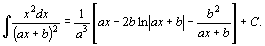 ∫ x²dx / (ax + b)² = 1/a³ [ax − 2b ln|ax + b| − b²/(ax + b)] + C.